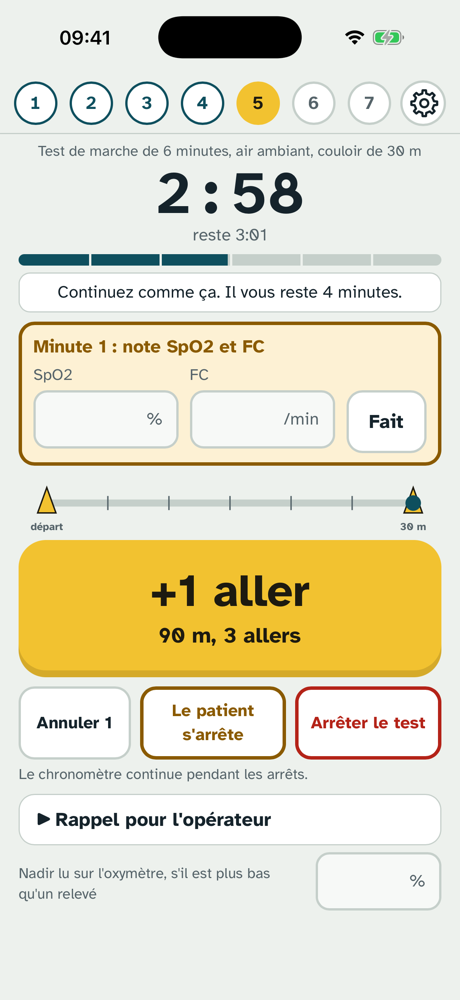 09:41
1 2 3 4 5 6 7
Test de marche de 6 minutes, air ambiant, couloir de 30 m
2:58
reste 3:01
Continuez comme ça. Il vous reste 4 minutes.
Minute 1 : note SpO2 et FC
SpO2 FC
% /min Fait
départ 30 m
+1 aller
90 m, 3 allers
Annuler 1
Le patient
s'arrête
Arrêter le test
Le chronomètre continue pendant les arrêts.
Rappel pour l'opérateur
Nadir lu sur l'oxymètre, s'il est plus bas
qu'un relevé
%